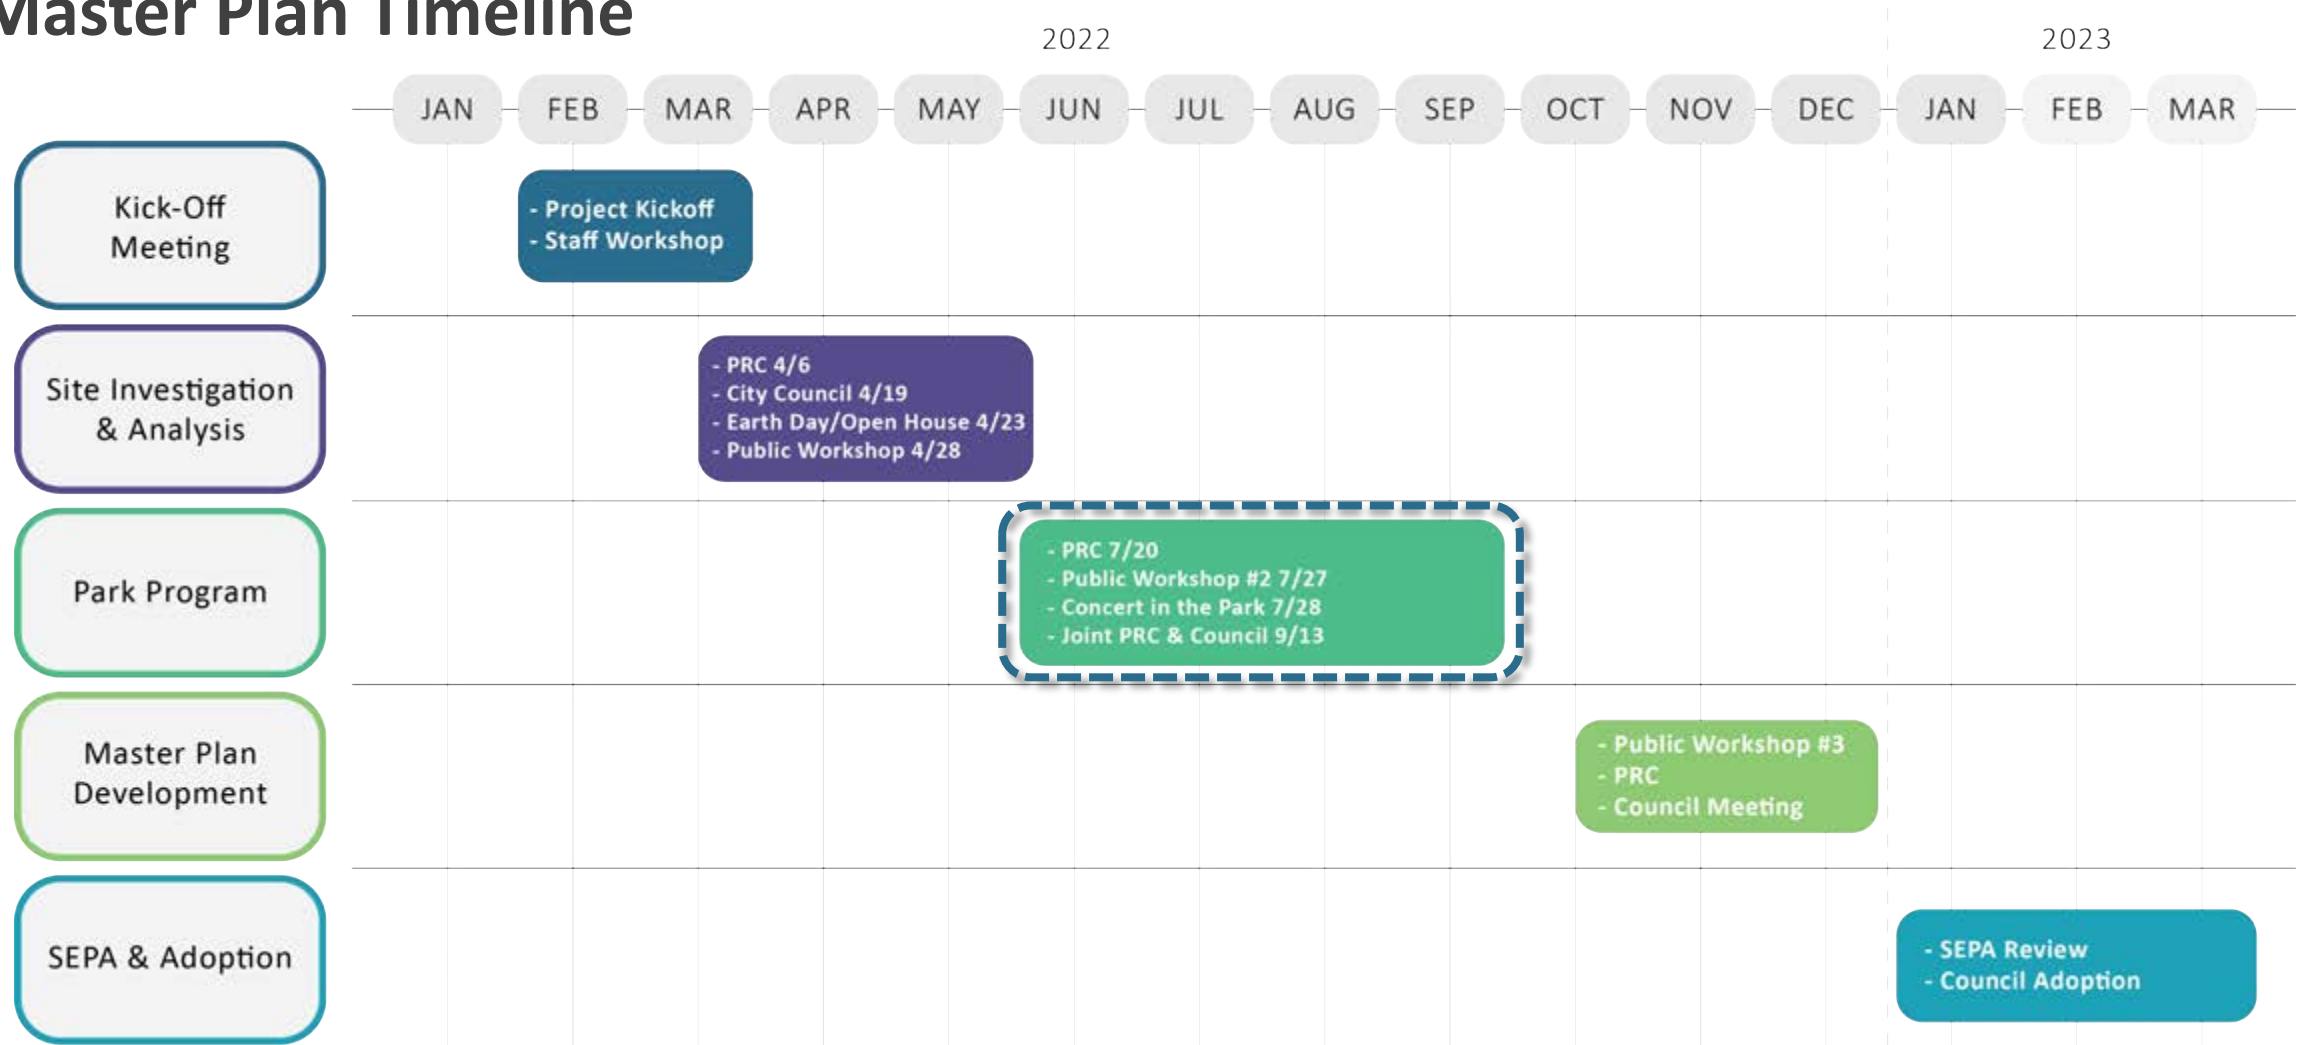 Master Plan Timeline
2022
2023
JAN
FEB
MAR
APR
MAY
JUN
JUL
AUG
SEP
OCT
NOV
DEC
JAN
FEB
MAR
Kick-Off
Meeting
- Project Kickoff
- Staff Workshop
Site Investigation
& Analysis
- PRC 4/6
- City Council 4/19
- Earth Day/Open House 4/23
- Public Workshop 4/28
Park Program
- PRC 7/20
- Public Workshop #2 7/27
- Concert in the Park 7/28
- Joint PRC & Council 9/13
Master Plan
Development
- Public Workshop #3
- PRC
- Council Meeting
SEPA & Adoption
- SEPA Review
- Council Adoption